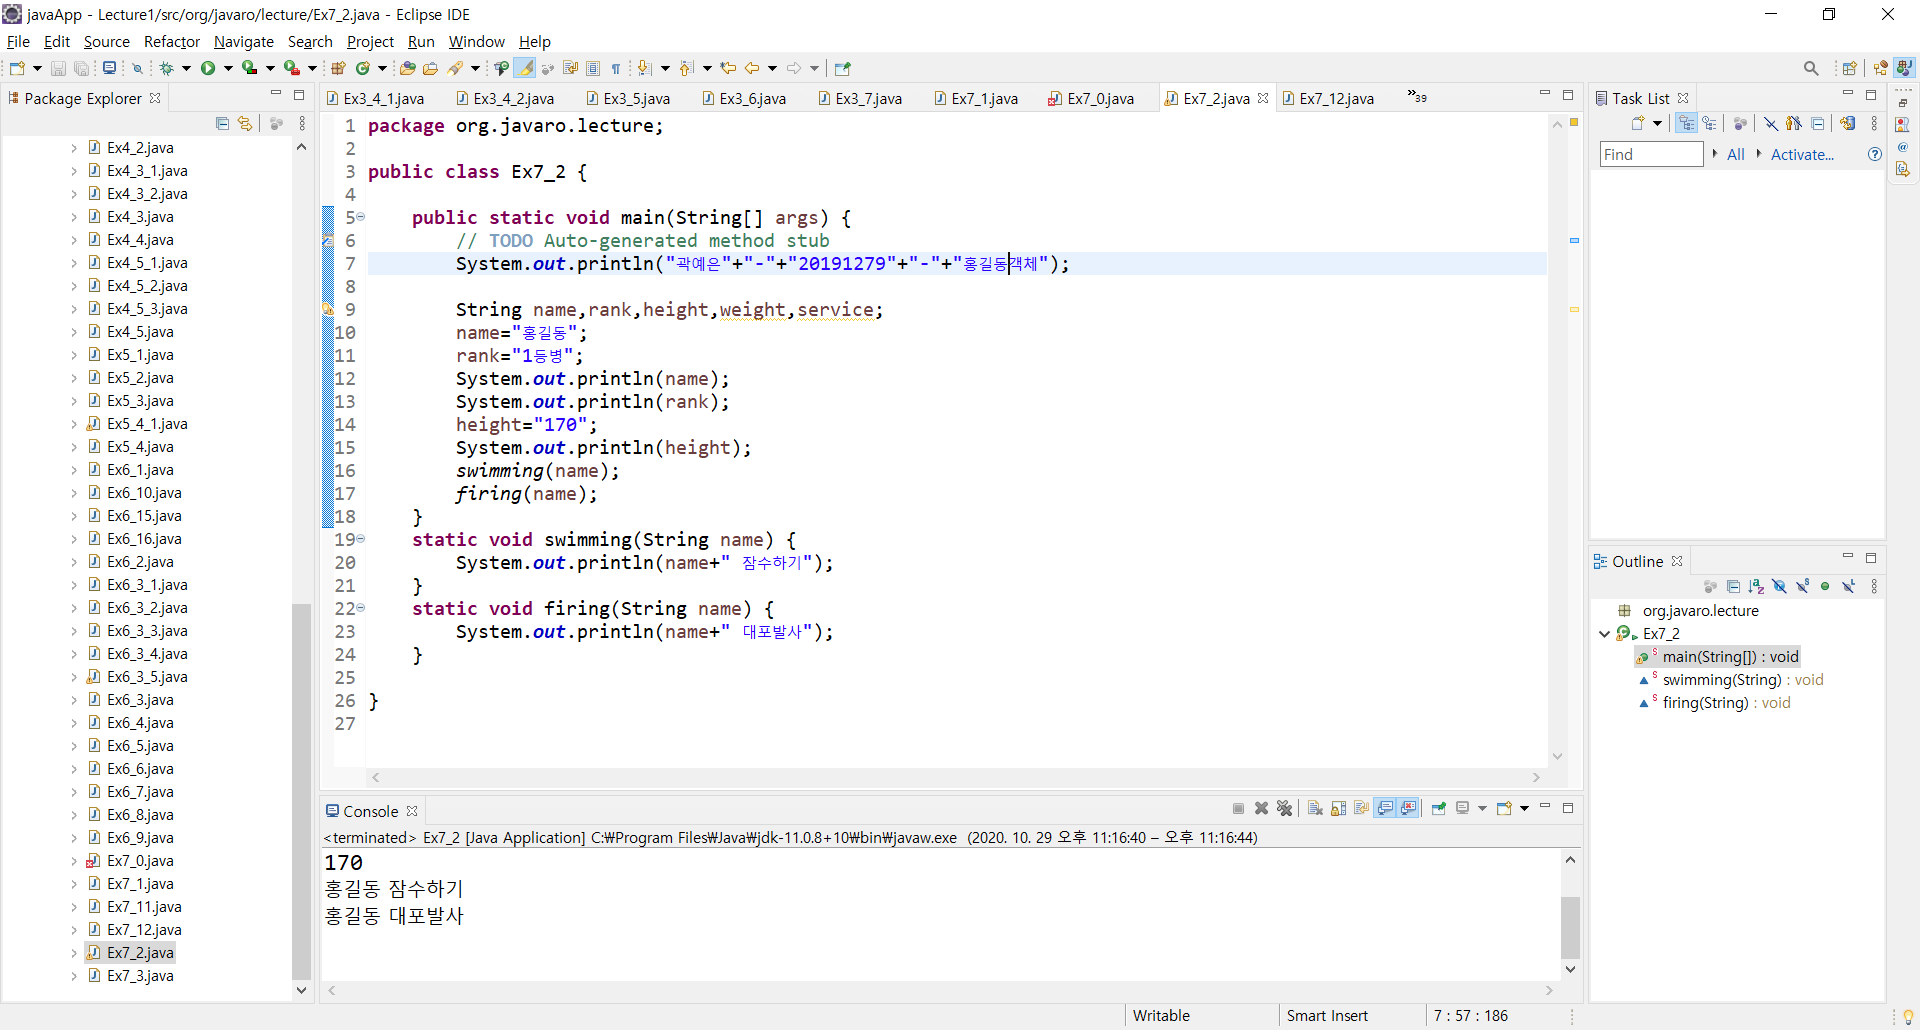 javaApp - Lecture1/src/org/javaro/lecture/Ex7_2.java - Eclipse IDE
File Edit Source Refactor Navigate Search Project Run Window Help
Package Explorer
Ex4_2.java
Ex4_3_1.java
Ex4_3_2.java
Ex4_3.java
Ex4_4.java
Ex4_5_1.java
Ex4_5_2.java
Ex4_5_3.java
Ex4_5.java
Ex5_1.java
Ex5_2.java
Ex5_3.java
Ex5_4_1.java
Ex5_4.java
Ex6_1.java
Ex6_10.java
Ex6_15.java
Ex6_16.java
Ex6_2.java
Ex6_3_1.java
Ex6_3_2.java
Ex6_3_3.java
Ex6_3_4.java
Ex6_3_5.java
Ex6_3.java
Ex6_4.java
Ex6_5.java
Ex6_6.java
Ex6_7.java
Ex6_8.java
Ex6_9.java
Ex7_0.java
Ex7_1.java
Ex7_11.java
Ex7_12.java
Ex7_2.java
Ex7_3.java
Ex3_4_1.java Ex3_4_2.java Ex3_5.java Ex3_6.java Ex3_7.java Ex7_1.java Ex7_0.java Ex7_2.java Ex7_12.java »39
1 package org.javaro.lecture;
2
3 public class Ex7_2 {
4
5 public static void main(String[] args) {
6 // TODO Auto-generated method stub
7 System.out.println("곽예은"+"-"+"20191279"+"-"+"홍길동객체");
8
9 String name,rank,height,weight,service;
10 name="홍길동";
11 rank="1등병";
12 System.out.println(name);
13 System.out.println(rank);
14 height="170";
15 System.out.println(height);
16 swimming(name);
17 firing(name);
18 }
19 static void swimming(String name) {
20 System.out.println(name+" 잠수하기");
21 }
22 static void firing(String name) {
23 System.out.println(name+" 대포발사");
24 }
25
26 }
27
Console
<terminated> Ex7_2 [Java Application] C:₩Program Files₩Java₩jdk-11.0.8+10₩bin₩javaw.exe (2020. 10. 29 오후 11:16:40 – 오후 11:16:44)
170
홍길동 잠수하기
홍길동 대포발사
Task List
Find All Activate...
Outline
org.javaro.lecture
Ex7_2
main(String[]) : void
swimming(String) : void
firing(String) : void
Writable Smart Insert 7 : 57 : 186